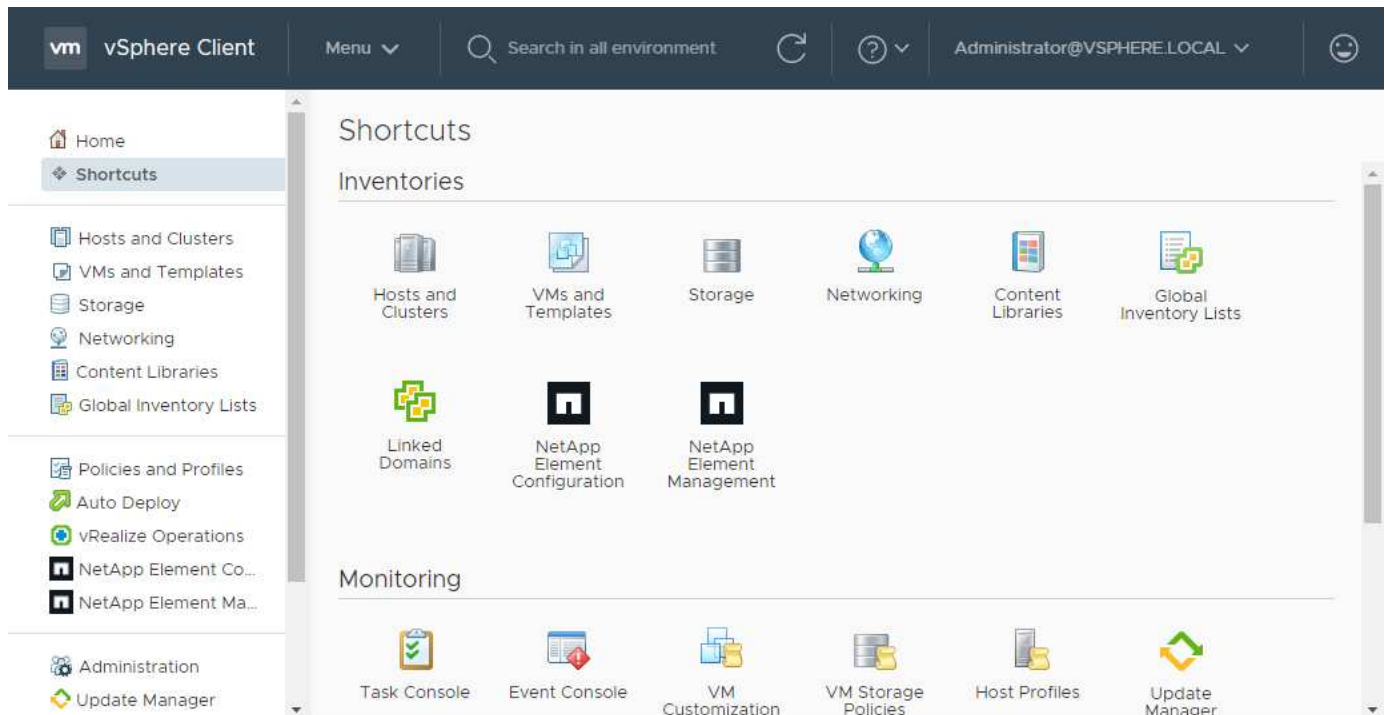 vm vSphere Client Menu Search in all environment Administrator@VSPHERE.LOCAL
Home
Shortcuts
Hosts and Clusters
VMs and Templates
Storage
Networking
Content Libraries
Global Inventory Lists
Policies and Profiles
Auto Deploy
vRealize Operations
NetApp Element Co...
NetApp Element Ma...
Administration
Update Manager
Shortcuts
Inventories
Hosts and
Clusters
VMs and
Templates
Storage
Networking
Content
Libraries
Global
Inventory Lists
Linked
Domains
NetApp
Element
Configuration
NetApp
Element
Management
Monitoring
Task Console
Event Console
VM
Customization
VM Storage
Policies
Host Profiles
Update
Manager